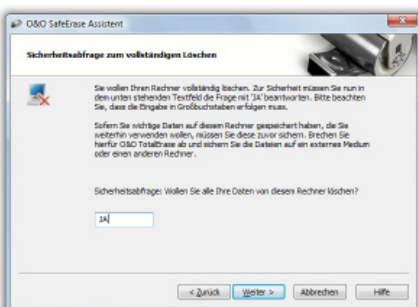 O&O SafeErase Assistent
Sicherheitsabfrage zum vollständigen Löschen
Sie wollen Ihren Rechner vollständig löschen. Zur Sicherheit müssen Sie nun in
dem unten stehenden Textfeld die Frage mit "JA" beantworten. Bitte beachten
Sie, dass die Eingabe in Großbuchstaben erfolgen muss.
Sofern Sie wichtige Daten auf diesem Rechner gespeichert haben, die Sie
weiterhin verwenden wollen, müssen Sie diese zuvor sichern. Brechen Sie
hierfür O&O TotalErase ab und sichern Sie die Dateien auf ein externes Medium
oder einen anderen Rechner.
Sicherheitsabfrage: Wollen Sie alle Ihre Daten von diesem Rechner löschen?
JA
< Zurück Weiter > Abbrechen Hilfe